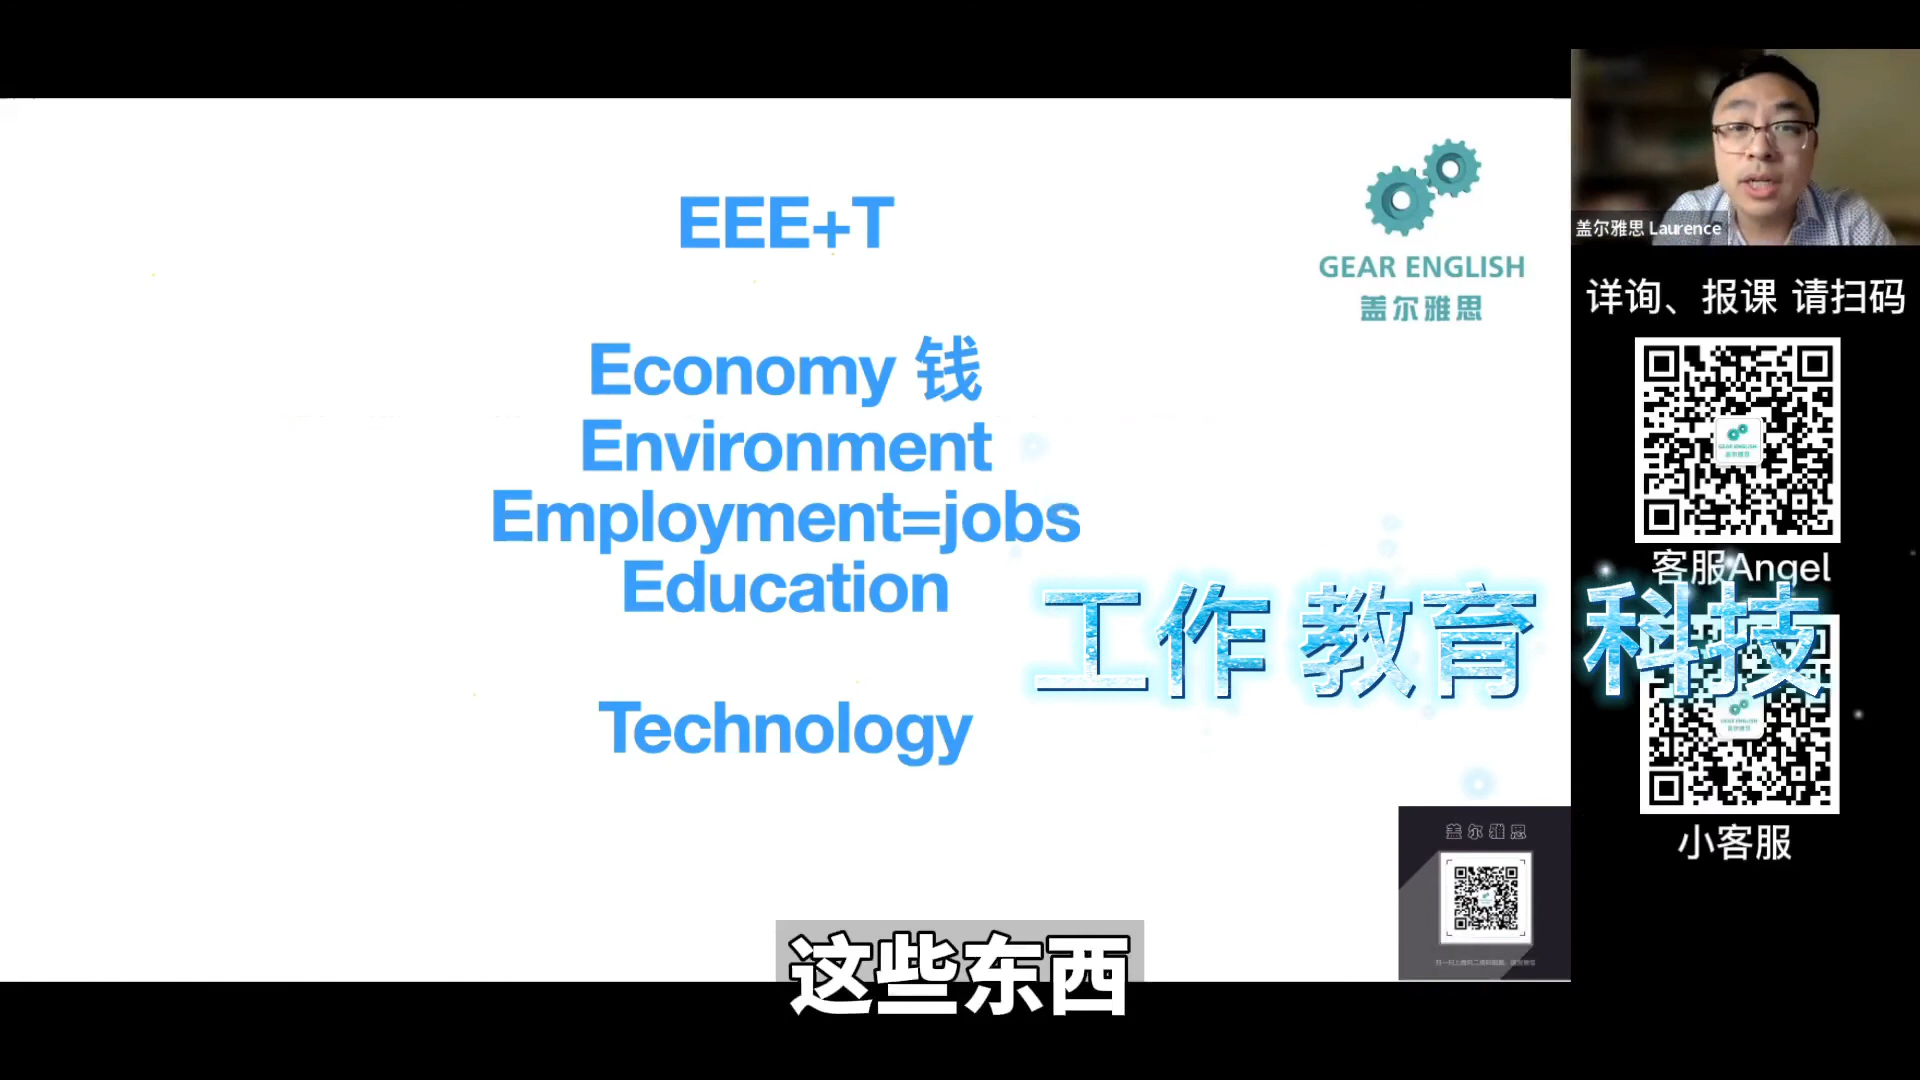 EEE+T
Economy 钱
Environment
Employment=jobs
Education
Technology
GEAR ENGLISH
盖尔雅思
工作 教育 科技
这些东西
盖尔雅思 Laurence
详询、报课 请扫码
客服Angel
小客服
盖尔雅思